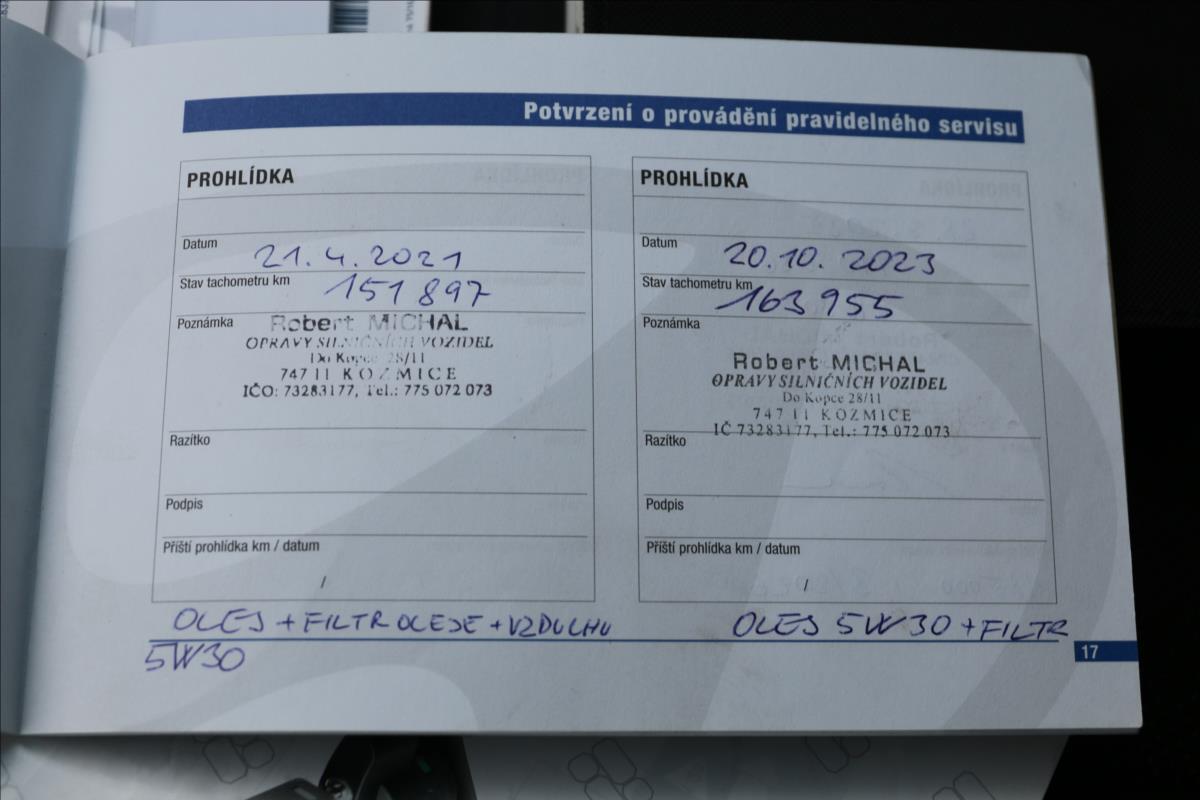 Potvrzení o provádění pravidelného servisu
PROHLÍDKA
Datum 21.4.2021
Stav tachometru km 151 897
Poznámka
Robert MICHAL
OPRAVY SILNIČNÍCH VOZIDEL
Do Kopce 28/11
747 11 KOZMICE
IČO: 73283177, Tel.: 775 072 073
Razítko
Podpis
Příští prohlídka km / datum
/
OLEJ + FILTR OLEJE + VZDUCHU
5W30
PROHLÍDKA
Datum 20.10. 2023
Stav tachometru km 163 955
Poznámka
Robert MICHAL
OPRAVY SILNIČNÍCH VOZIDEL
Do Kopce 28/11
747 11 KOZMICE
IČ 73283177, Tel.: 775 072 073
Razítko
Podpis
Příští prohlídka km / datum
/
OLEJ 5W30 + FILTR
17